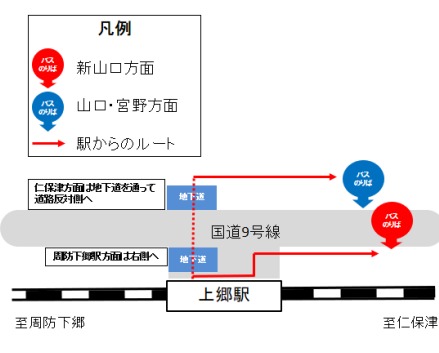 凡例
バス
のりば
新山口方面
バス
のりば
山口・宮野方面
駅からのルート
仁保津方面は地下道を通って
道路反対側へ
地下道
バス
のりば
バス
のりば
国道9号線
周防下郷駅方面は右側へ
地下道
上郷駅
至周防下郷
至仁保津